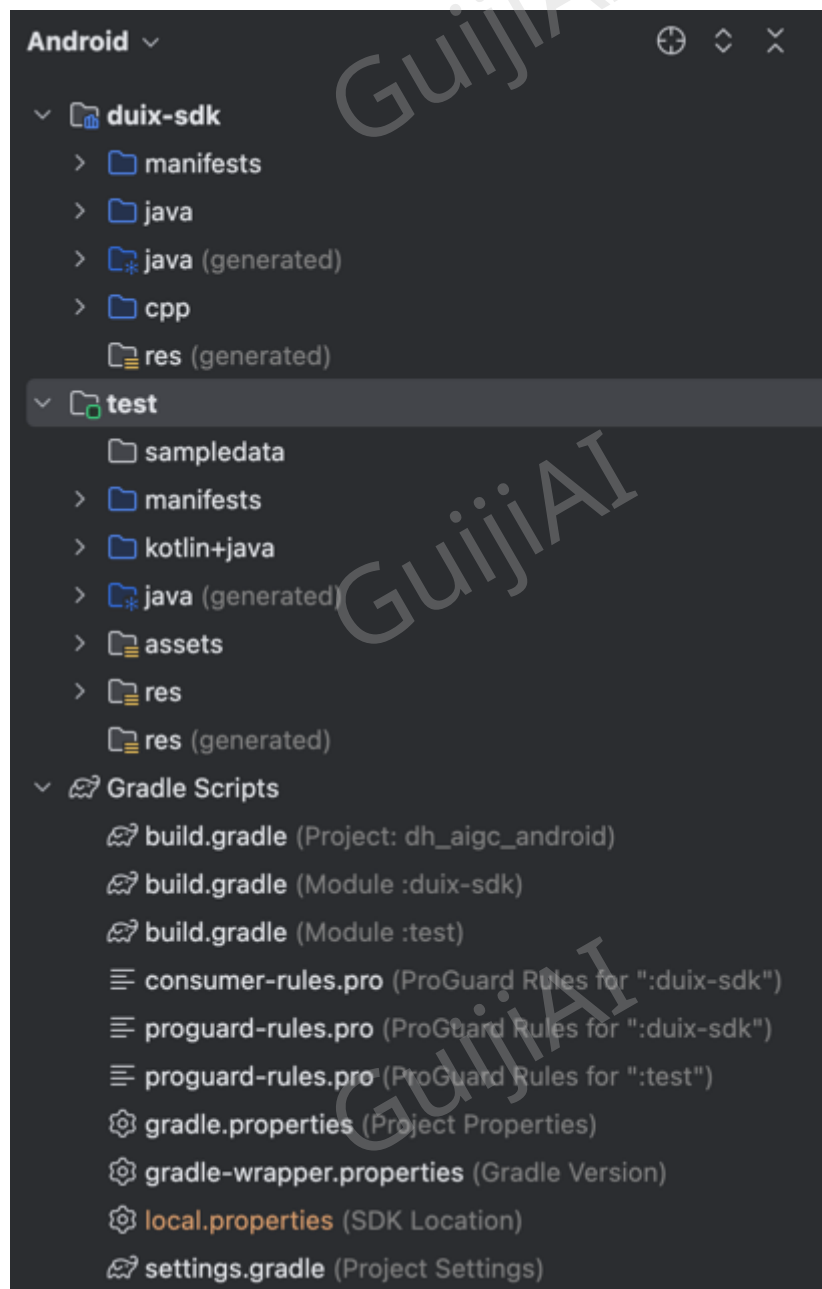 Android
duix-sdk
manifests
java
java (generated)
cpp
res (generated)
test
sampledata
manifests
kotlin+java
java (generated)
assets
res
res (generated)
Gradle Scripts
build.gradle (Project: dh_aigc_android)
build.gradle (Module :duix-sdk)
build.gradle (Module :test)
consumer-rules.pro (ProGuard Rules for ":duix-sdk")
proguard-rules.pro (ProGuard Rules for ":duix-sdk")
proguard-rules.pro (ProGuard Rules for ":test")
gradle.properties (Project Properties)
gradle-wrapper.properties (Gradle Version)
local.properties (SDK Location)
settings.gradle (Project Settings)
GuijiAI
GuijiAI
GuijiAI